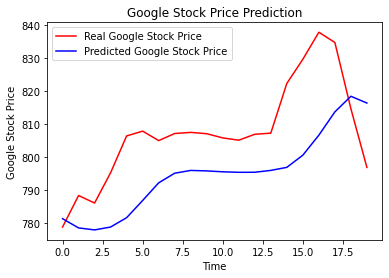 Google Stock Price Prediction
Real Google Stock Price
Predicted Google Stock Price
Google Stock Price
840
830
820
810
800
790
780
0.0 2.5 5.0 7.5 10.0 12.5 15.0 17.5
Time